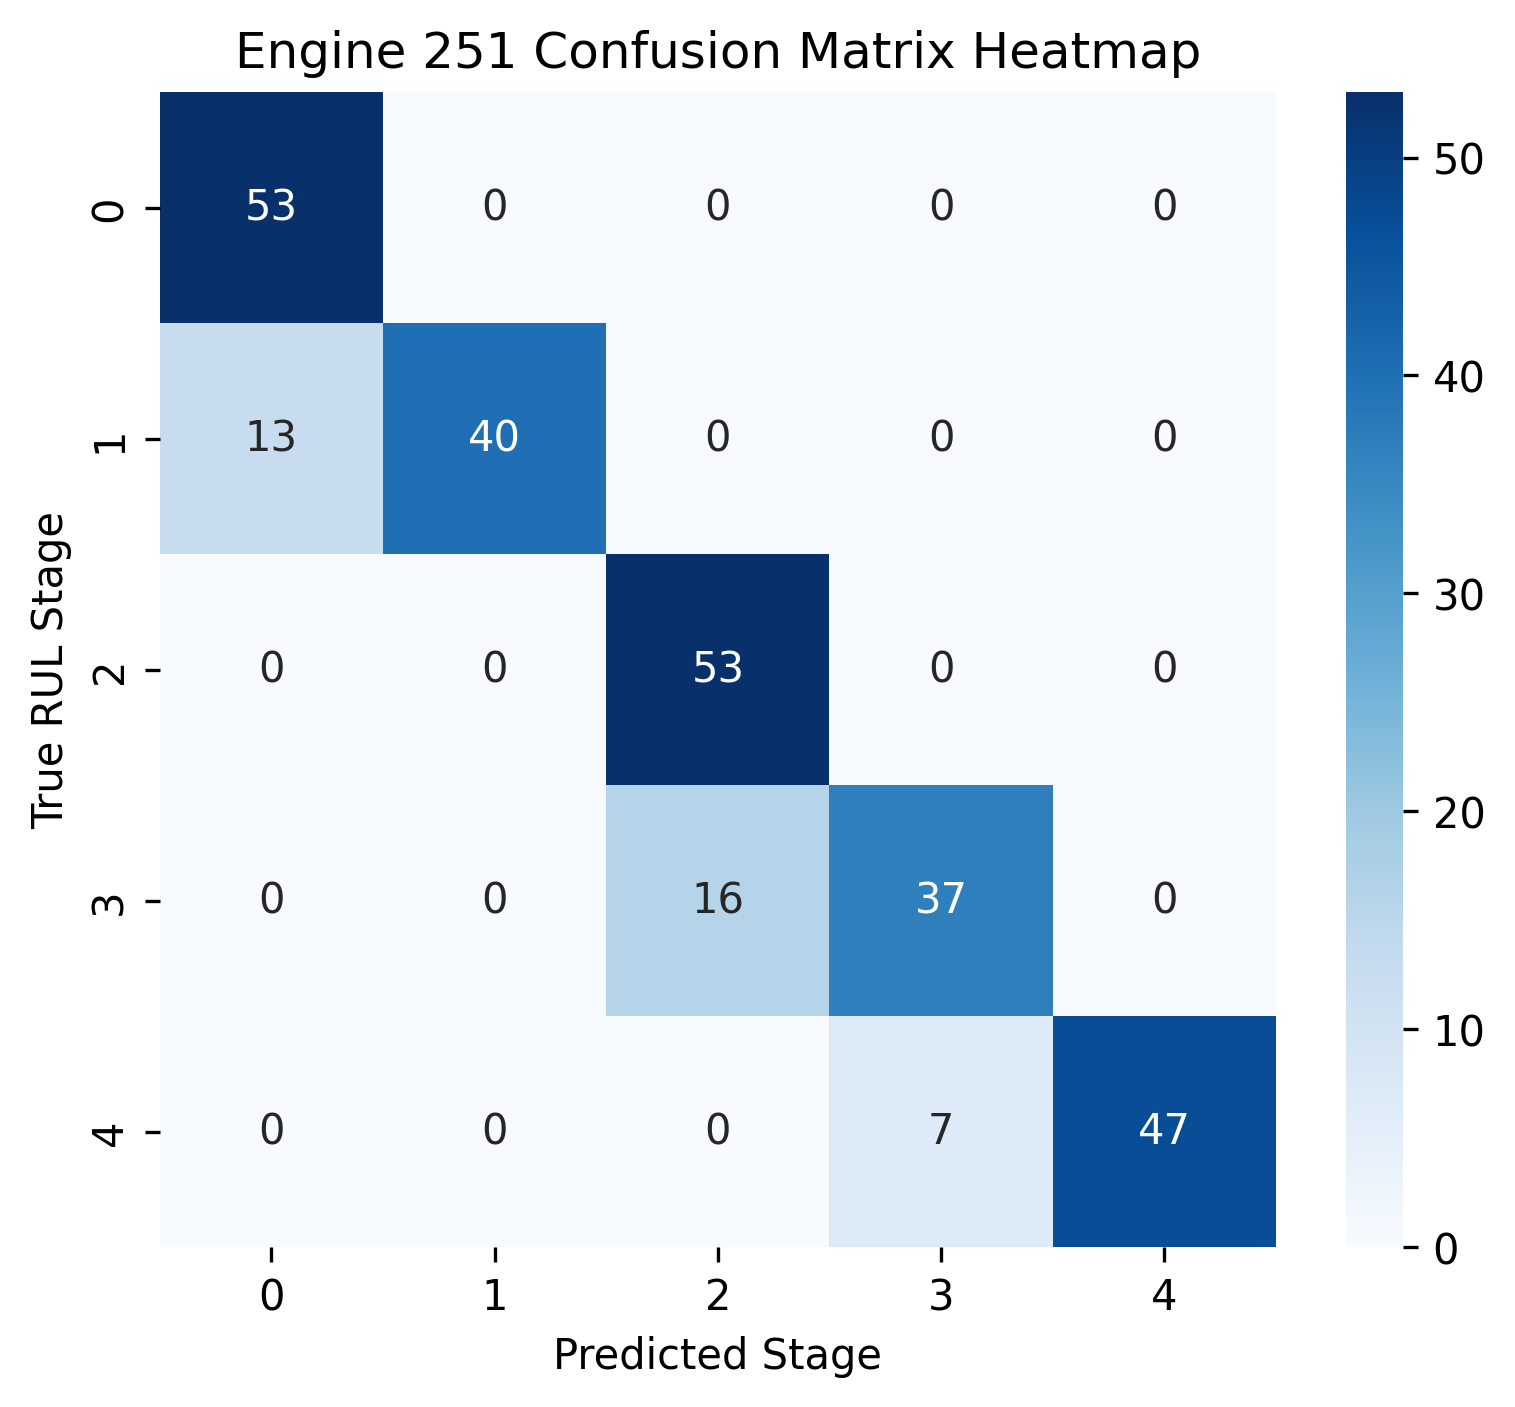 Engine 251 Confusion Matrix Heatmap
53 0 0 0 0
13 40 0 0 0
0 0 53 0 0
0 0 16 37 0
0 0 0 7 47
0 1 2 3 4
True RUL Stage
0 1 2 3 4
Predicted Stage
50
40
30
20
10
0